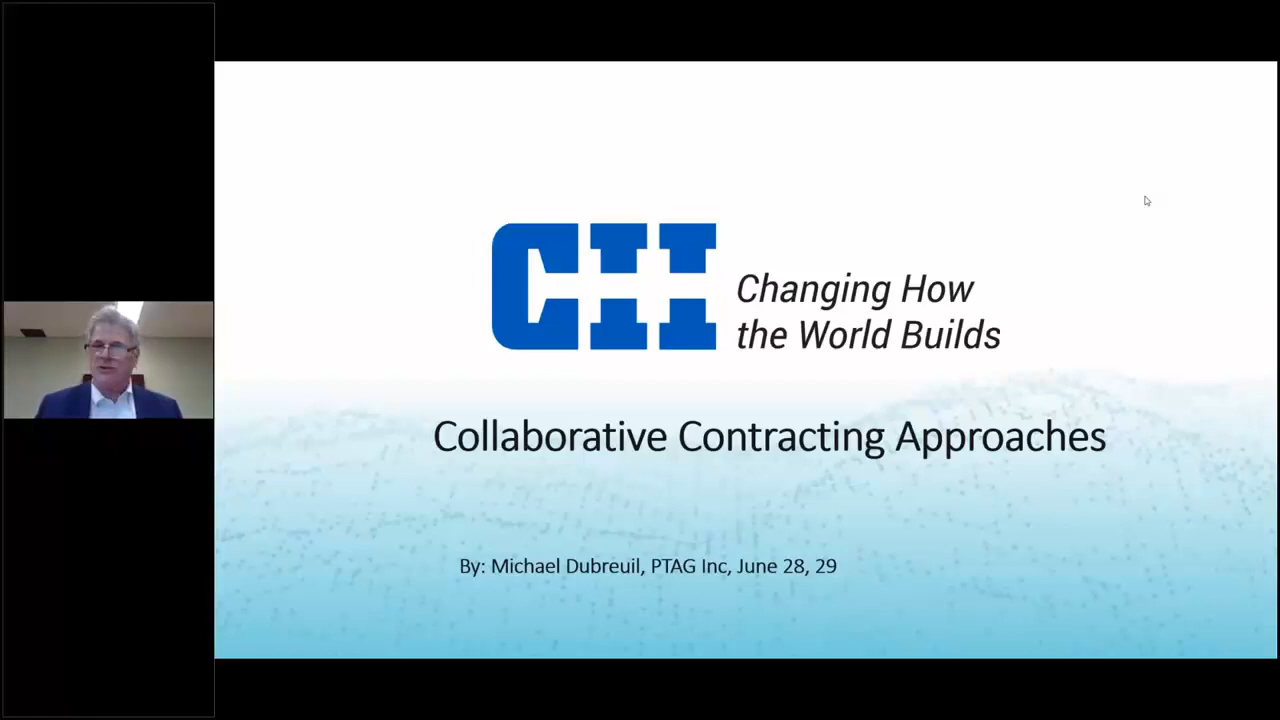 CII
Changing How
the World Builds
Collaborative Contracting Approaches
By: Michael Dubreuil, PTAG Inc, June 28, 29